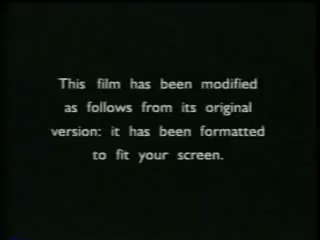 This film has been modified
as follows from its original
version: it has been formatted
to fit your screen.